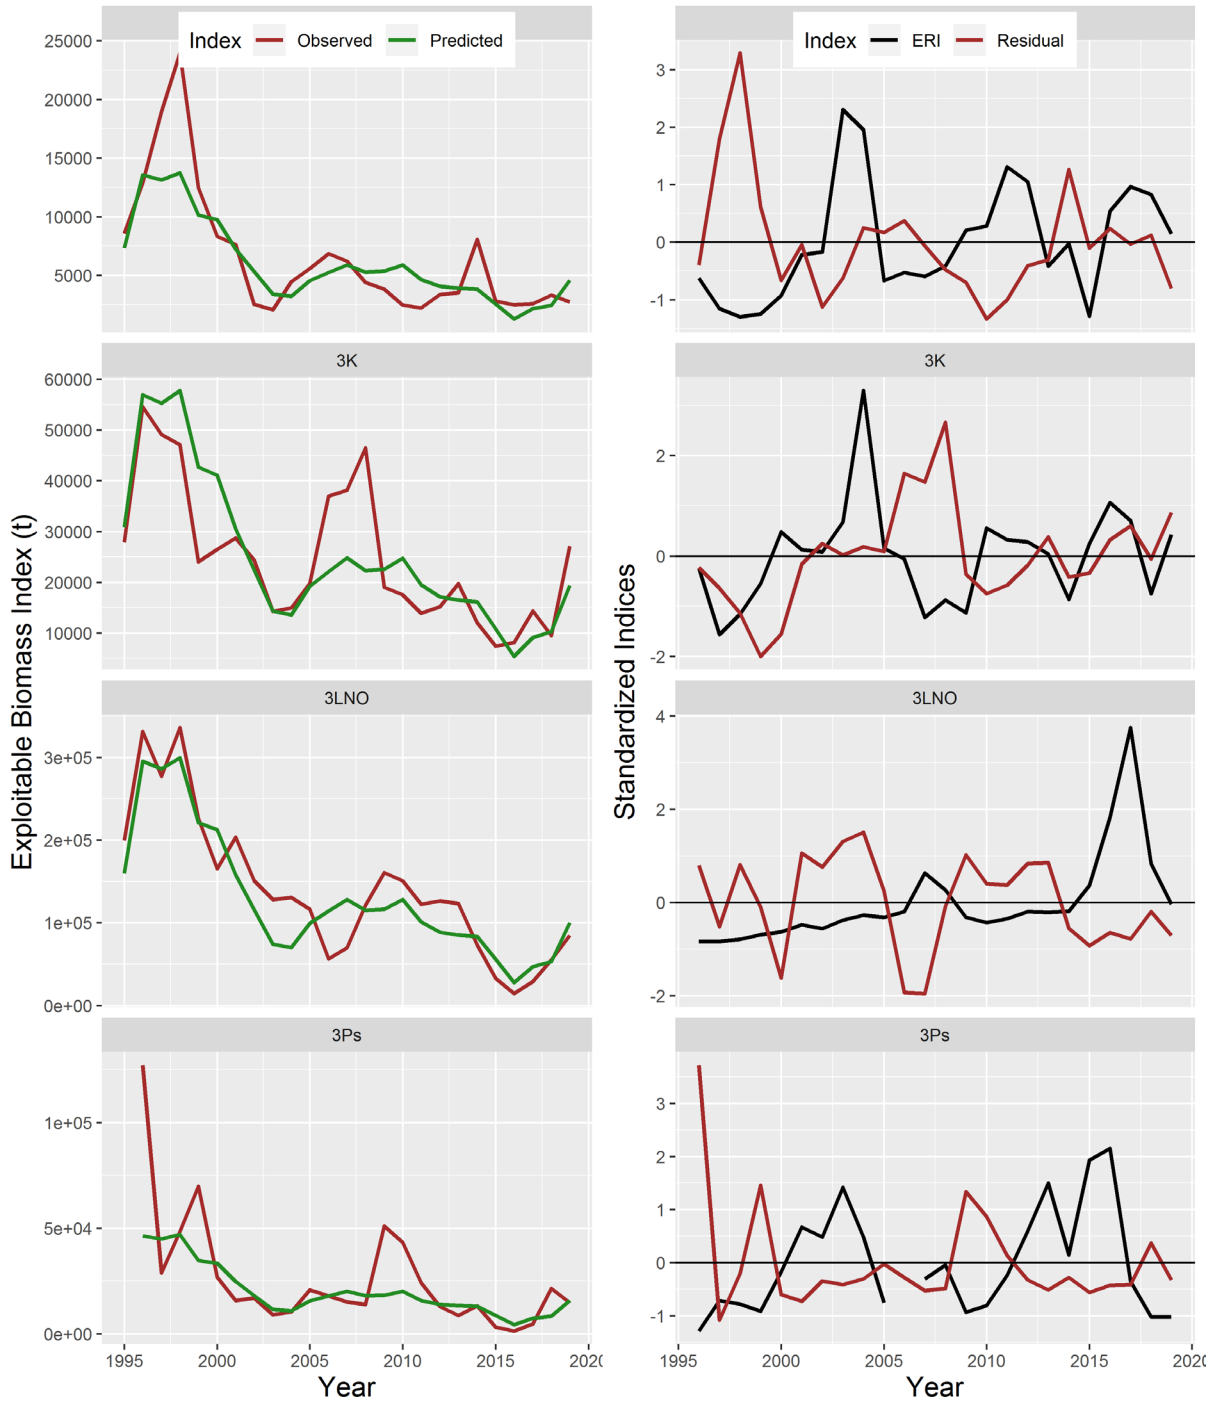 Index Observed Predicted
Index ERI Residual
25000
20000
15000
10000
5000
3
2
1
0
-1
3K
3K
60000
50000
40000
30000
20000
10000
2
0
-2
Exploitable Biomass Index (t)
Standardized Indices
3LNO
3LNO
3e+05
2e+05
1e+05
0e+00
4
2
0
-2
3Ps
3Ps
1e+05
5e+04
0e+00
3
2
1
0
-1
1995 2000 2005 2010 2015
1995 2000 2005 2010 2015
Year
Year